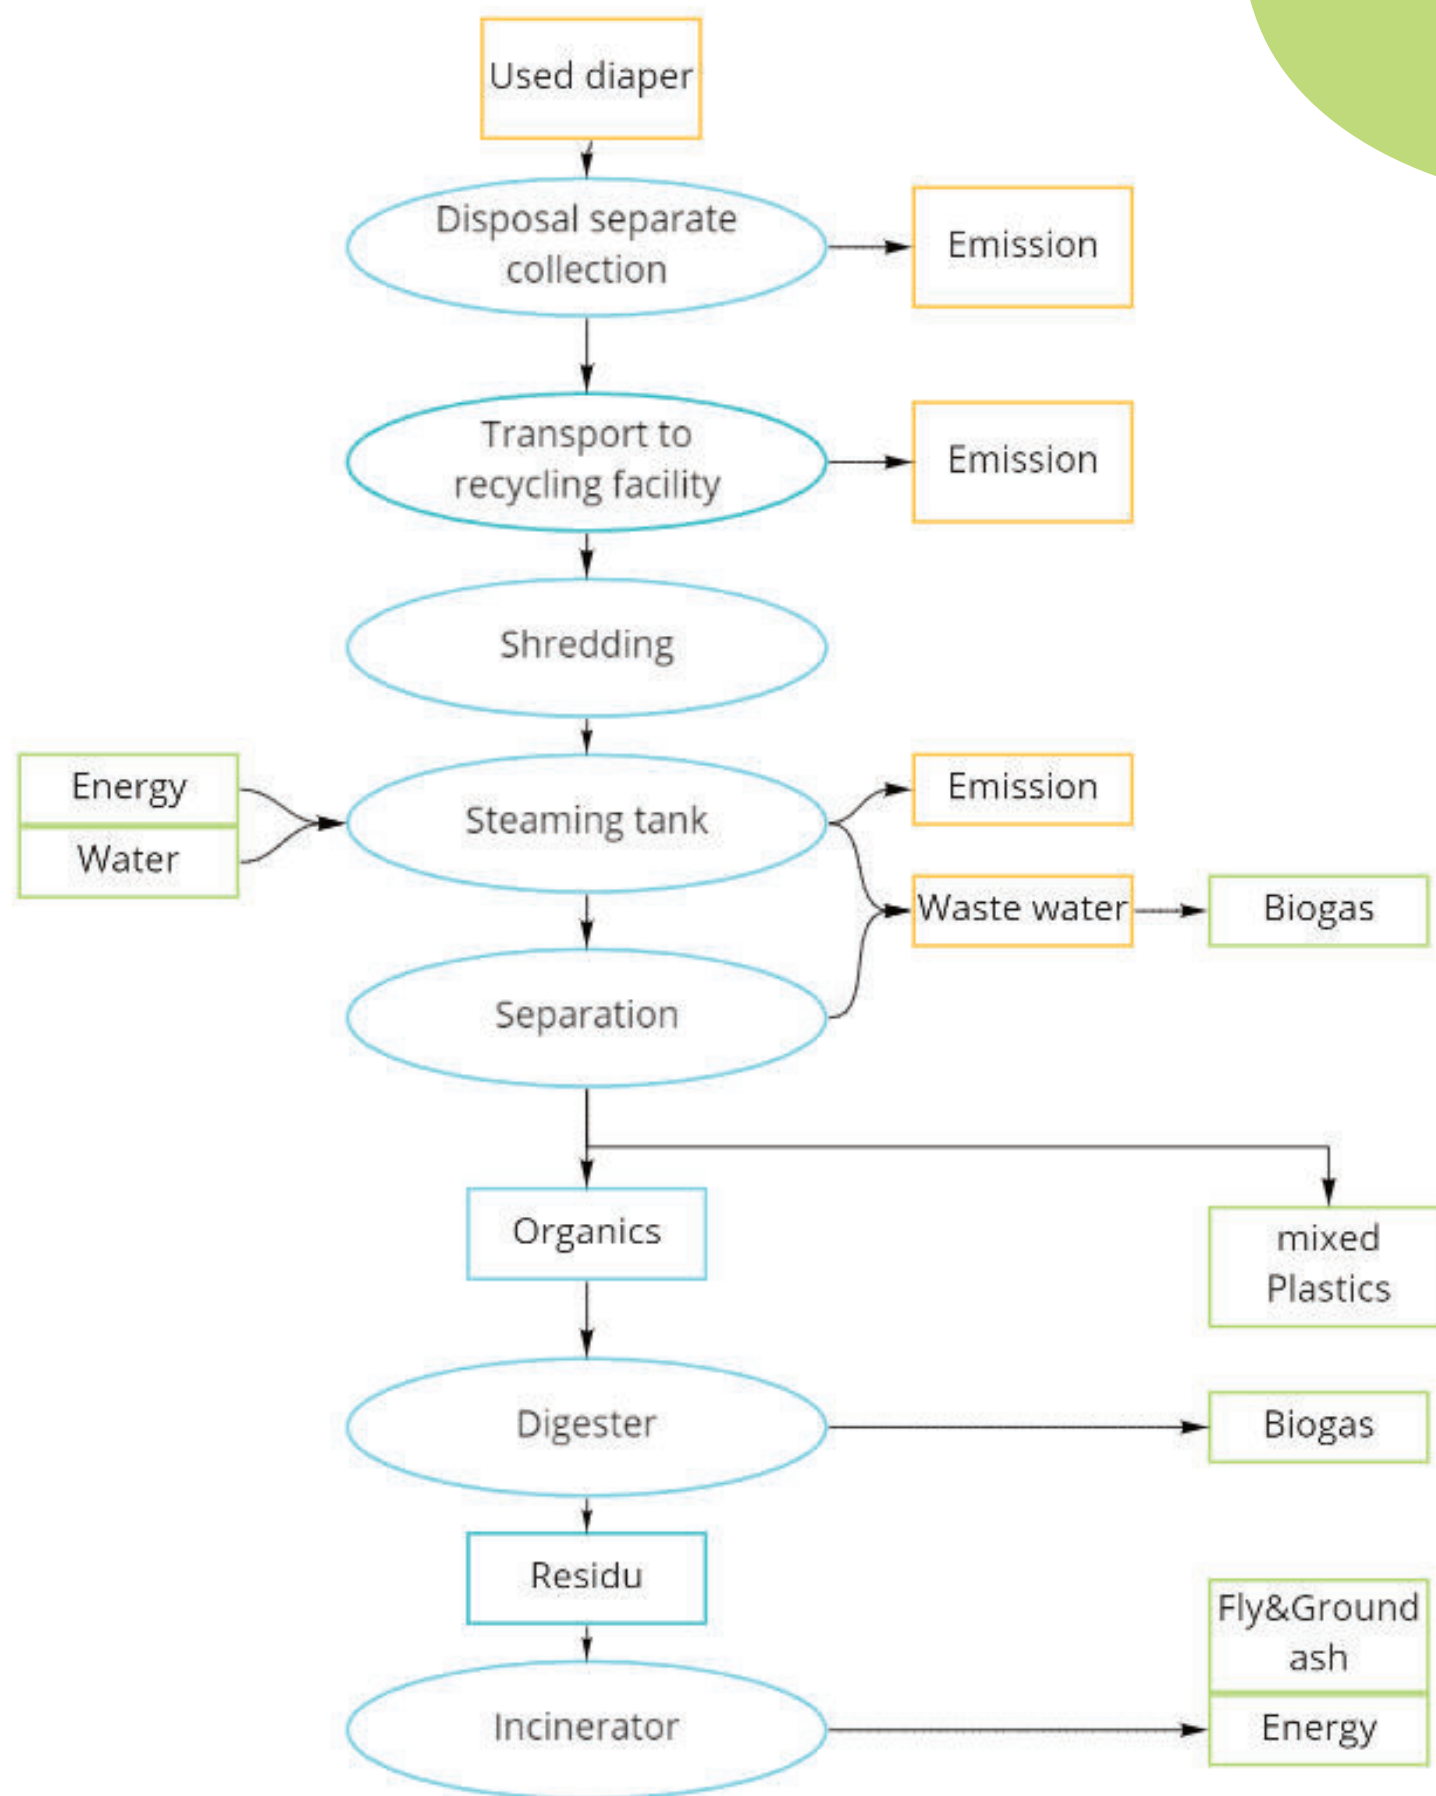 Used diaper
Disposal separate
collection
Emission
Transport to
recycling facility
Emission
Shredding
Energy
Water
Steaming tank
Emission
Waste water
Biogas
Separation
Organics
mixed
Plastics
Digester
Biogas
Residu
Fly&Ground
ash
Incinerator
Energy